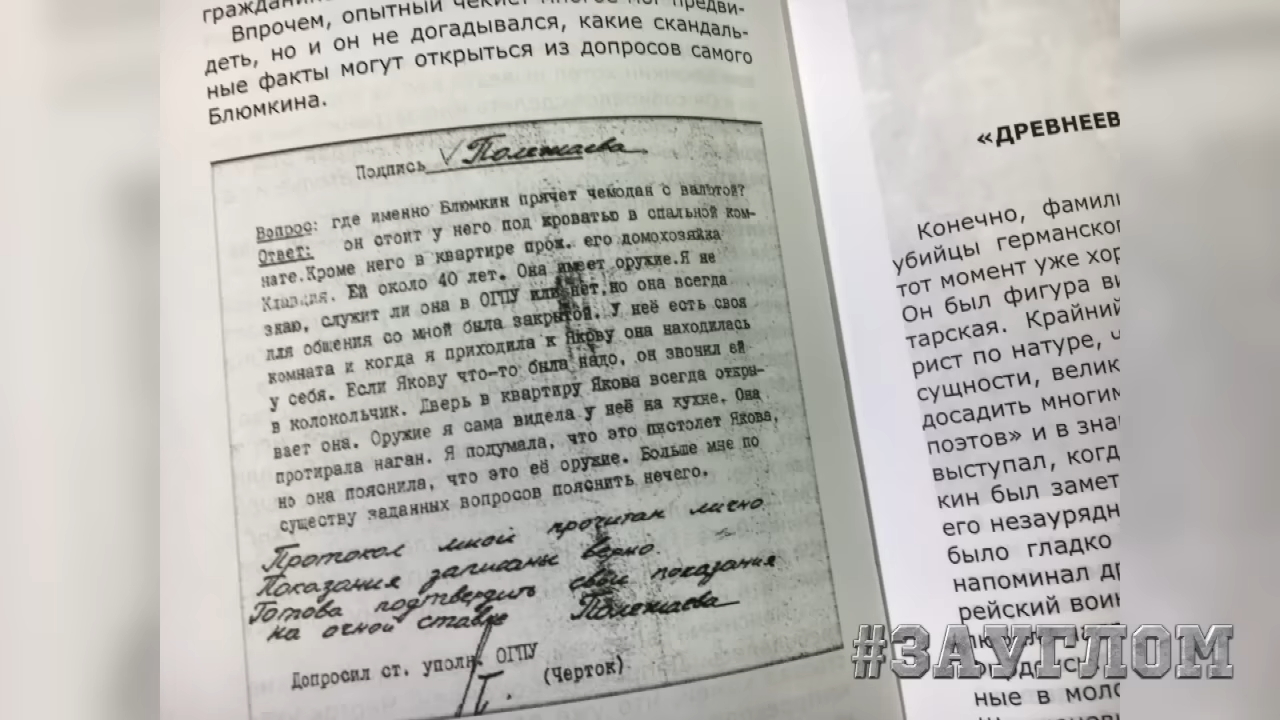 Впрочем, опытный чекист многое мог предви-
деть, но и он не догадывался, какие скандаль-
ные факты могут открыться из допросов самого
Блюмкина.
Подпись Полежаева
Вопрос: где именно Блюмкин прячет чемодан с валютой?
Ответ: он стоит у него под кроватью в спальной ком-
нате.Кроме него в квартире прож. его домохозяйка
Клавдия. Ей около 40 лет. Она имеет оружие.Я не
знаю, служит ли она в ОГПУ или нет,но она всегда
для общения со мной была закрытой. У неё есть своя
комната и когда я приходила к Якову она находилась
у себя. Если Якову что-то было надо, он звонил ей
в колокольчик. Дверь в квартиру Якова всегда откры-
вает она. Оружие я сама видела у неё на кухне. Она
протирала наган. Я подумала, что это пистолет Якова,
но она пояснила, что это её оружие. Больше мне по
существу заданных вопросов пояснить нечего.
Протокол мной прочитан лично
Показания записаны верно
Готова подтвердить свои показания
на очной ставке Полежаева
Допросил ст. уполн. ОГПУ
(Черток)
«ДРЕВНЕЕВ
Конечно, фамили
убийцы германског
тот момент уже хор
Он был фигура ви
тарская. Крайний
рист по натуре, ч
сущности, велик
досадить многим
поэтов» и в зна
выступал, когд
кин был замет
его незаурядн
было гладко
напоминал др
рейский воин
ные в моло
#ЗАУГЛОМ